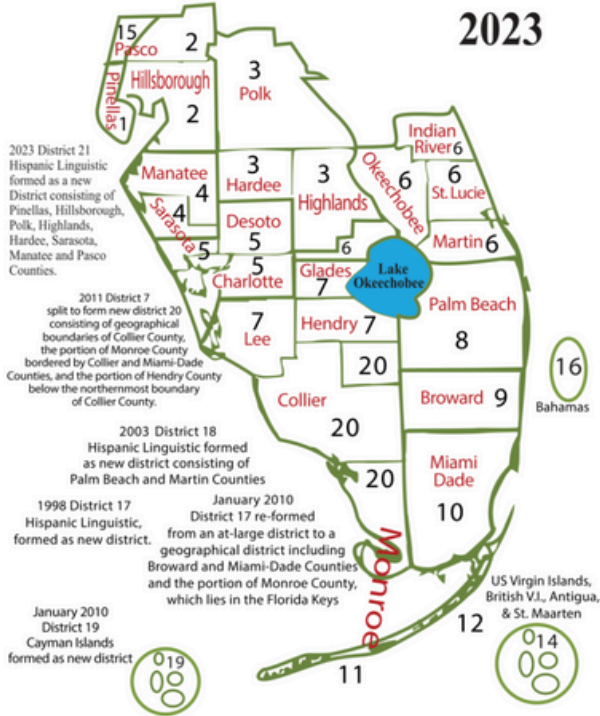 2023
15
Pasco
2
Pinellas
1
Hillsborough
2
3
Polk
Indian
River 6
2023 District 21
Hispanic Linguistic
formed as a new
District consisting of
Pinellas, Hillsborough,
Polk, Highlands,
Hardee, Sarasota,
Manatee and Pasco
Counties.
Manatee
4
3
Hardee
3
Highlands
Okeechobee
6
6
St. Lucie
Sarasota
4
5
Desoto
5
6
Martin 6
5
Charlotte
Glades
7
Lake
Okeechobee
2011 District 7
split to form new district 20
consisting of geographical
boundaries of Collier County,
the portion of Monroe County
bordered by Collier and Miami-Dade
Counties, and the portion of Hendry County
below the northernmost boundary
of Collier County.
7
Lee
Hendry 7
20
Palm Beach
8
16
Bahamas
Collier
20
Broward 9
2003 District 18
Hispanic Linguistic formed
as new district consisting of
Palm Beach and Martin Counties
20
Miami
Dade
10
1998 District 17
Hispanic Linguistic,
formed as new district.
January 2010
District 17 re-formed
from an at-large district to a
geographical district including
Broward and Miami-Dade Counties
and the portion of Monroe County,
which lies in the Florida Keys
Monroe
US Virgin Islands,
British V.I., Antigua,
& St. Maarten
14
12
11
January 2010
District 19
Cayman Islands
formed as new district
19